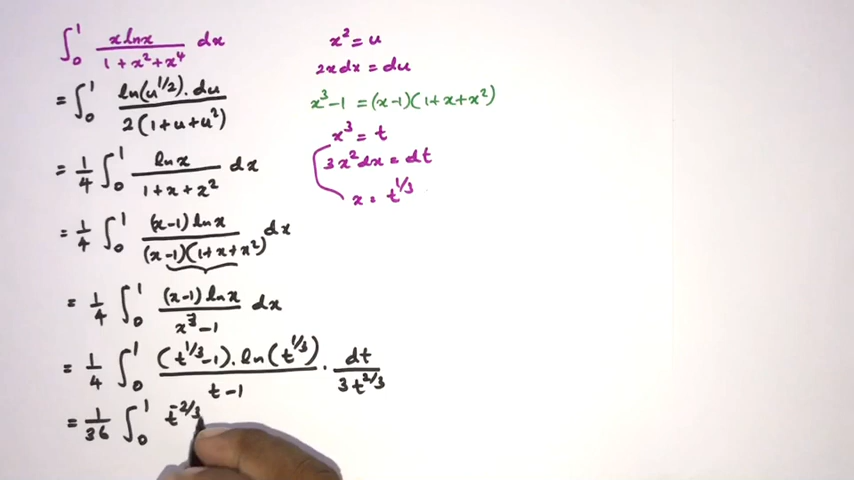 ∫₀¹ x ln x / (1 + x² + x⁴) dx
= ∫₀¹ ln(u^(1/2)) · du / 2(1 + u + u²)
= 1/4 ∫₀¹ ln x / (1 + x + x²) dx
= 1/4 ∫₀¹ (x-1) ln x / (x-1)(1 + x + x²) dx
= 1/4 ∫₀¹ (x-1) ln x / (x³ - 1) dx
= 1/4 ∫₀¹ (t^(1/3) - 1) · ln(t^(1/3)) / (t - 1) · dt / 3t^(2/3)
= 1/36 ∫₀¹ t^(-2/3)
x² = u
2x dx = du
x³ - 1 = (x-1)(1 + x + x²)
x³ = t
3x² dx = dt
x = t^(1/3)